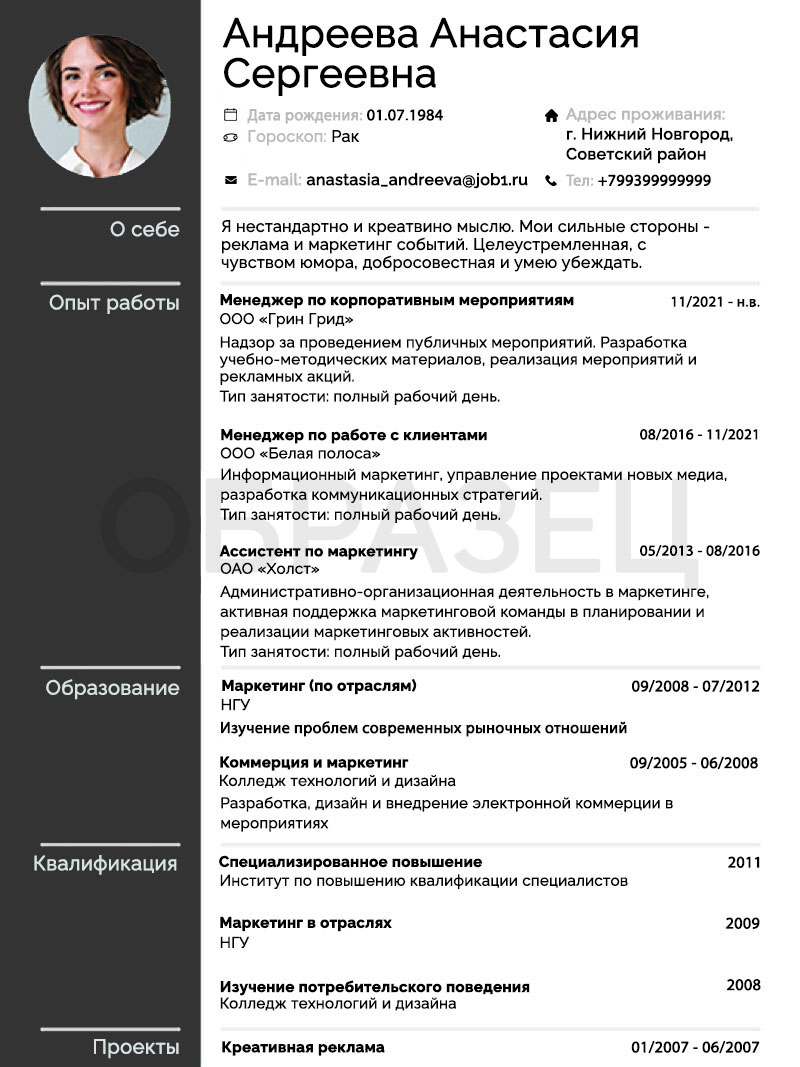 Андреева Анастасия
Сергеевна
Дата рождения: 01.07.1984
Гороскоп: Рак
E-mail: anastasia_andreeva@job1.ru
Адрес проживания:
г. Нижний Новгород,
Советский район
Тел: +799399999999
О себе
Я нестандартно и креатвино мыслю. Мои сильные стороны -
реклама и маркетинг событий. Целеустремленная, с
чувством юмора, добросовестная и умею убеждать.
Опыт работы
Менеджер по корпоративным мероприятиям 11/2021 - н.в.
ООО «Грин Грид»
Надзор за проведением публичных мероприятий. Разработка
учебно-методических материалов, реализация мероприятий и
рекламных акций.
Тип занятости: полный рабочий день.
Менеджер по работе с клиентами 08/2016 - 11/2021
ООО «Белая полоса»
Информационный маркетинг, управление проектами новых медиа,
разработка коммуникационных стратегий.
Тип занятости: полный рабочий день.
ОБРАЗЕЦ
Ассистент по маркетингу 05/2013 - 08/2016
ОАО «Холст»
Административно-организационная деятельность в маркетинге,
активная поддержка маркетинговой команды в планировании и
реализации маркетинговых активностей.
Тип занятости: полный рабочий день.
Образование
Маркетинг (по отраслям) 09/2008 - 07/2012
НГУ
Изучение проблем современных рыночных отношений
Коммерция и маркетинг 09/2005 - 06/2008
Колледж технологий и дизайна
Разработка, дизайн и внедрение электронной коммерции в
мероприятиях
Квалификация
Специализированное повышение 2011
Институт по повышению квалификации специалистов
Маркетинг в отраслях 2009
НГУ
Изучение потребительского поведения 2008
Колледж технологий и дизайна
Проекты
Креативная реклама 01/2007 - 06/2007